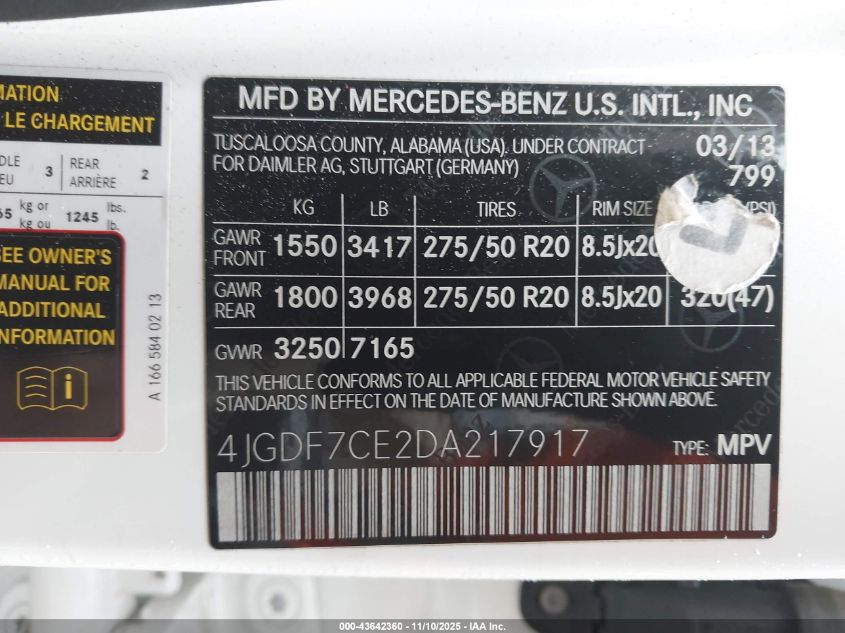 MATION
LE CHARGEMENT
3 REAR ARRIÈRE 2
kg or kg ou 1245 lbs. lb.
SEE OWNER'S
MANUAL FOR
ADDITIONAL
INFORMATION
A 166 584 02 13
MFD BY MERCEDES-BENZ U.S. INTL., INC
TUSCALOOSA COUNTY, ALABAMA (USA). UNDER CONTRACT 03/13
FOR DAIMLER AG, STUTTGART (GERMANY) 799
KG LB TIRES RIM SIZE (PSI)
GAWR FRONT 1550 3417 275/50 R20 8.5Jx20
GAWR REAR 1800 3968 275/50 R20 8.5Jx20 320(47)
GVWR 3250 7165
THIS VEHICLE CONFORMS TO ALL APPLICABLE FEDERAL MOTOR VEHICLE SAFETY
STANDARDS IN EFFECT ON THE DATE OF MANUFACTURE SHOWN ABOVE.
4JGDF7CE2DA217917 TYPE: MPV
000-43642360 — 11/10/2025 — IAA Inc.